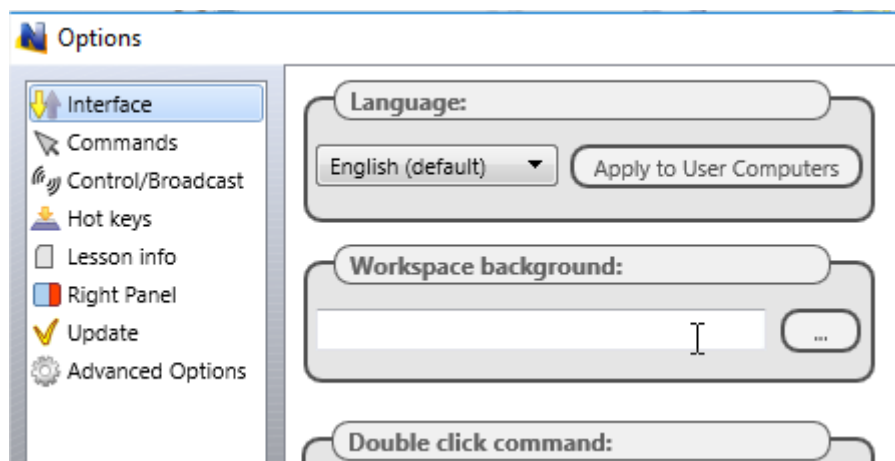 Options
Interface
Commands
Control/Broadcast
Hot keys
Lesson info
Right Panel
Update
Advanced Options
Language:
English (default)
Apply to User Computers
Workspace background:
...
Double click command: